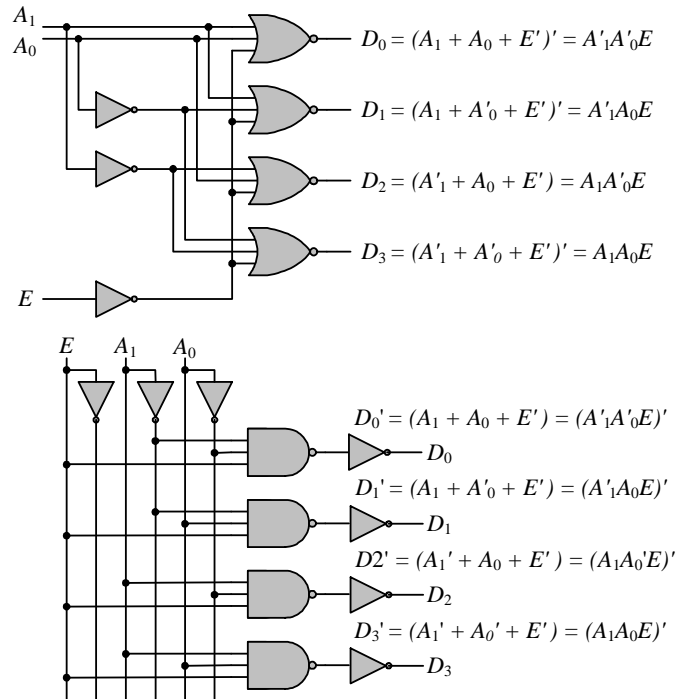 A₁
A₀
D₀ = (A₁ + A₀ + E')' = A'₁A'₀E
D₁ = (A₁ + A'₀ + E')' = A'₁A₀E
D₂ = (A'₁ + A₀ + E') = A₁A'₀E
D₃ = (A'₁ + A'₀ + E')' = A₁A₀E
E
E A₁ A₀
D₀' = (A₁ + A₀ + E') = (A'₁A'₀E)'
D₀
D₁' = (A₁ + A'₀ + E') = (A'₁A₀E)'
D₁
D2' = (A₁' + A₀ + E') = (A₁A₀'E)'
D₂
D₃' = (A₁' + A₀' + E') = (A₁A₀E)'
D₃